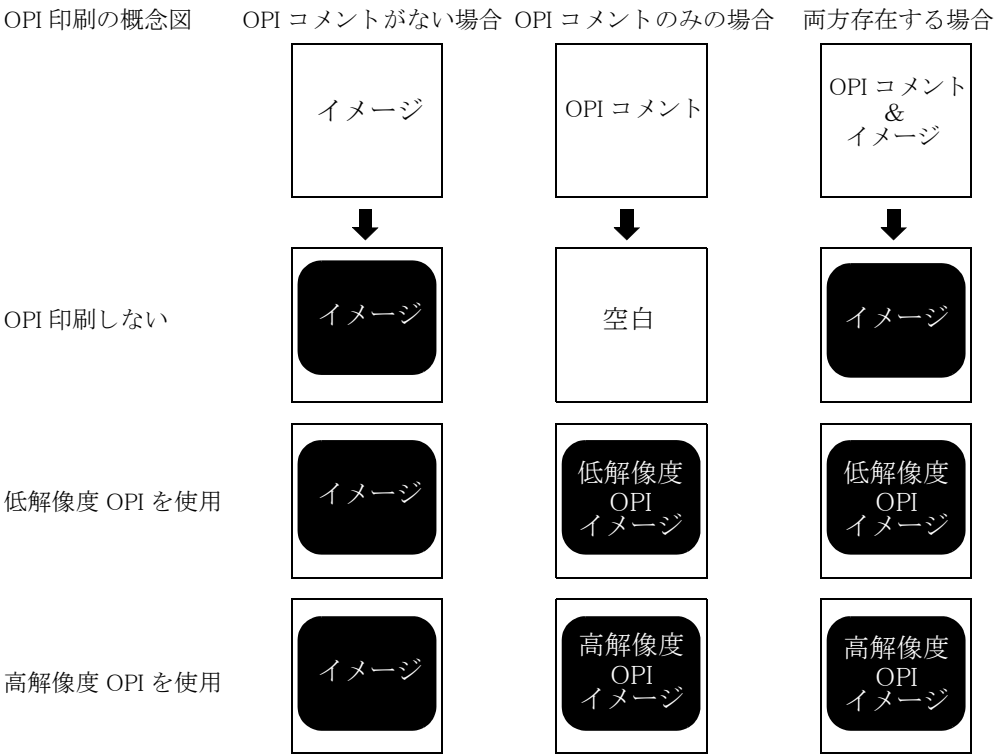 OPI 印刷の概念図
OPI コメントがない場合
OPI コメントのみの場合
両方存在する場合
イメージ
OPI コメント
OPI コメント
&
イメージ
OPI 印刷しない
イメージ
空白
イメージ
低解像度 OPI を使用
イメージ
低解像度
OPI
イメージ
低解像度
OPI
イメージ
高解像度 OPI を使用
イメージ
高解像度
OPI
イメージ
高解像度
OPI
イメージ